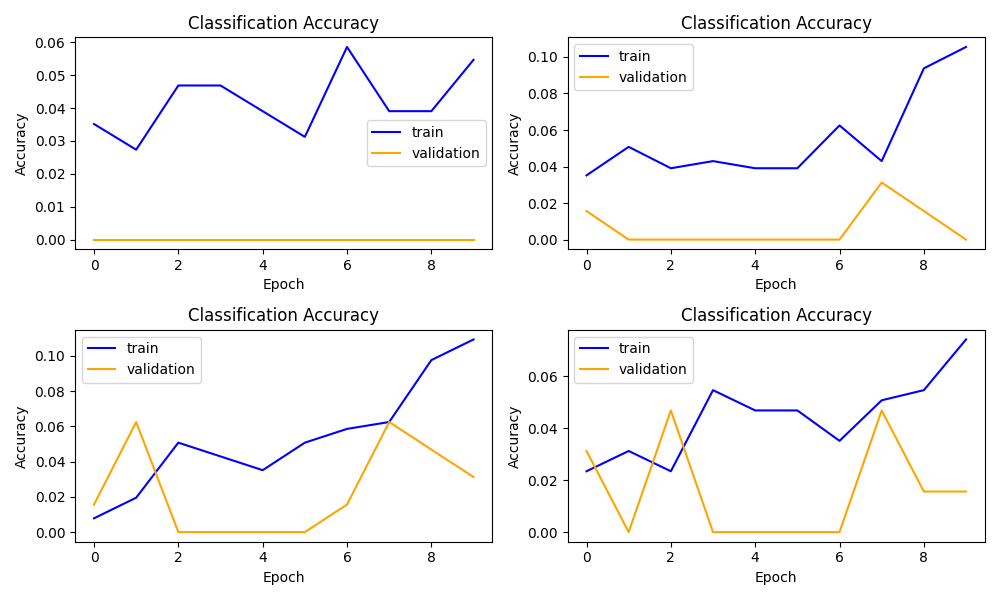 Classification Accuracy
0.06
0.05
0.04
0.03
0.02
0.01
0.00
Accuracy
train
validation
0 2 4 6 8
Epoch
Classification Accuracy
train
validation
0.10
0.08
0.06
0.04
0.02
0.00
Accuracy
0 2 4 6 8
Epoch
Classification Accuracy
train
validation
0.10
0.08
0.06
0.04
0.02
0.00
Accuracy
0 2 4 6 8
Epoch
Classification Accuracy
train
validation
0.06
0.04
0.02
0.00
Accuracy
0 2 4 6 8
Epoch